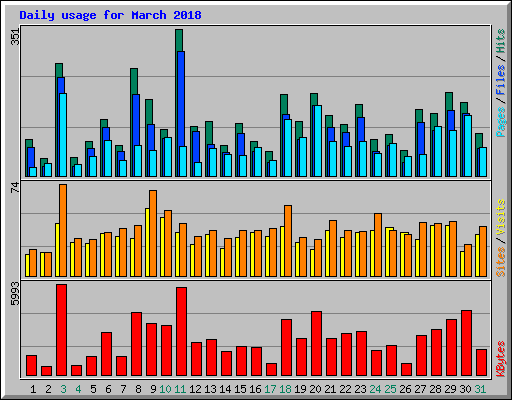 Daily usage for March 2018
351
Pages / Files / Hits
74
Sites / Visits
5993
KBytes
1 2 3 4 5 6 7 8 9 10 11 12 13 14 15 16 17 18 19 20 21 22 23 24 25 26 27 28 29 30 31